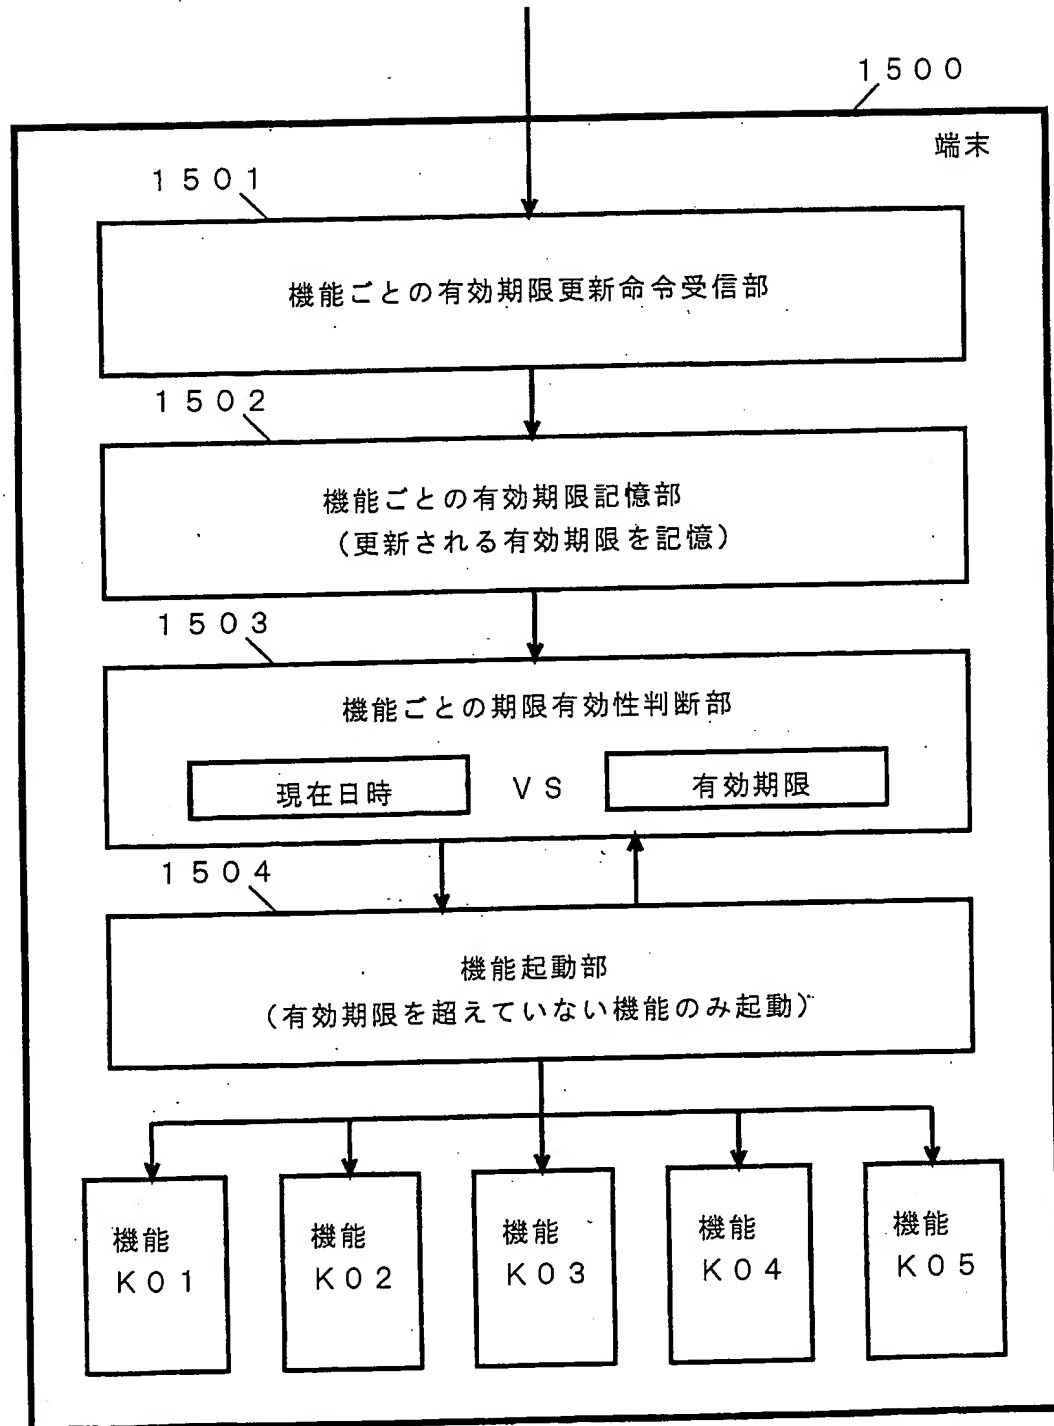 １５００
端末
１５０１
機能ごとの有効期限更新命令受信部
１５０２
機能ごとの有効期限記憶部
（更新される有効期限を記憶）
１５０３
機能ごとの期限有効性判断部
現在日時
ＶＳ
有効期限
１５０４
機能起動部
（有効期限を超えていない機能のみ起動）
機能
Ｋ０１
機能
Ｋ０２
機能
Ｋ０３
機能
Ｋ０４
機能
Ｋ０５